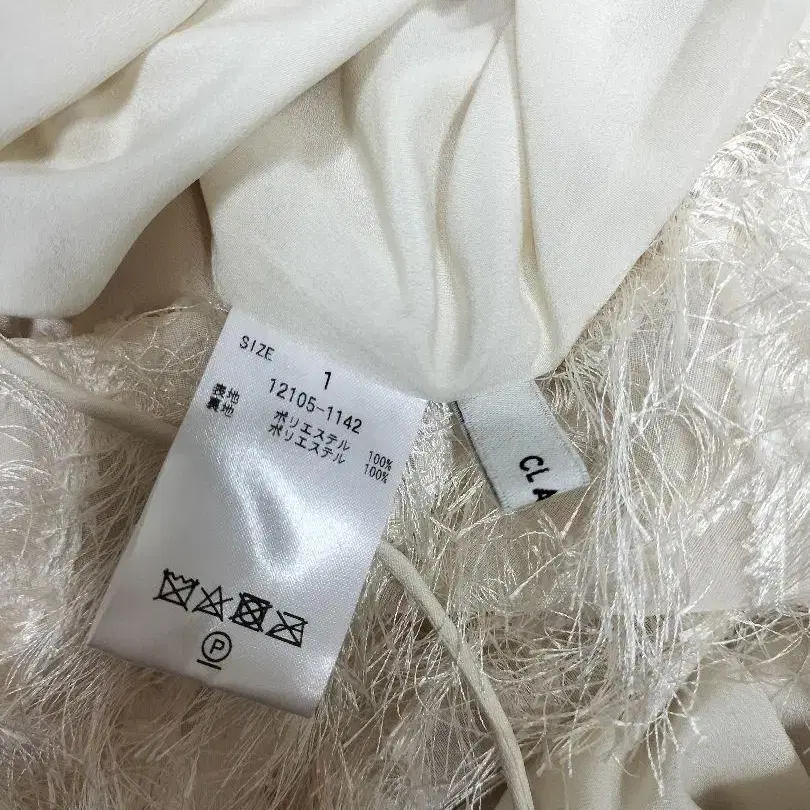 SIZE
1
12105-1142
表地 ポリエステル 100%
裏地 ポリエステル 100%
P
CLA